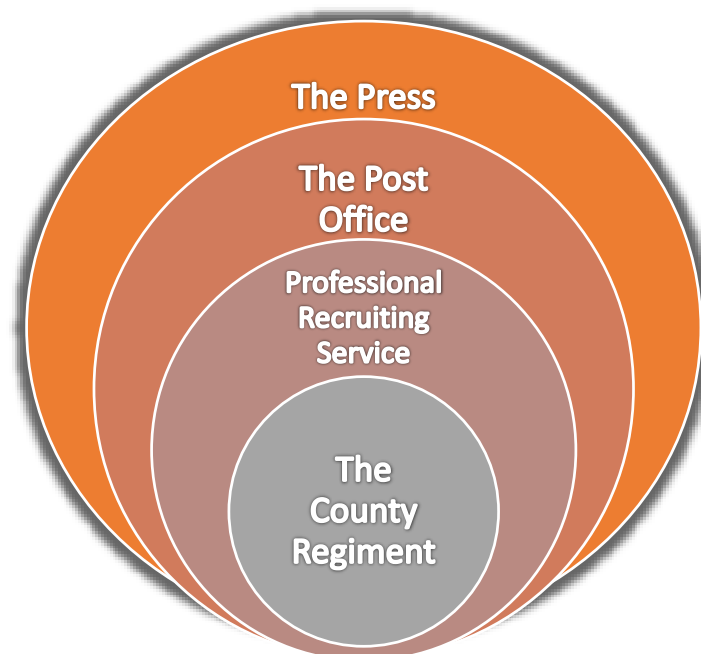 The Press
The Post
Office
Professional
Recruiting
Service
The
County
Regiment